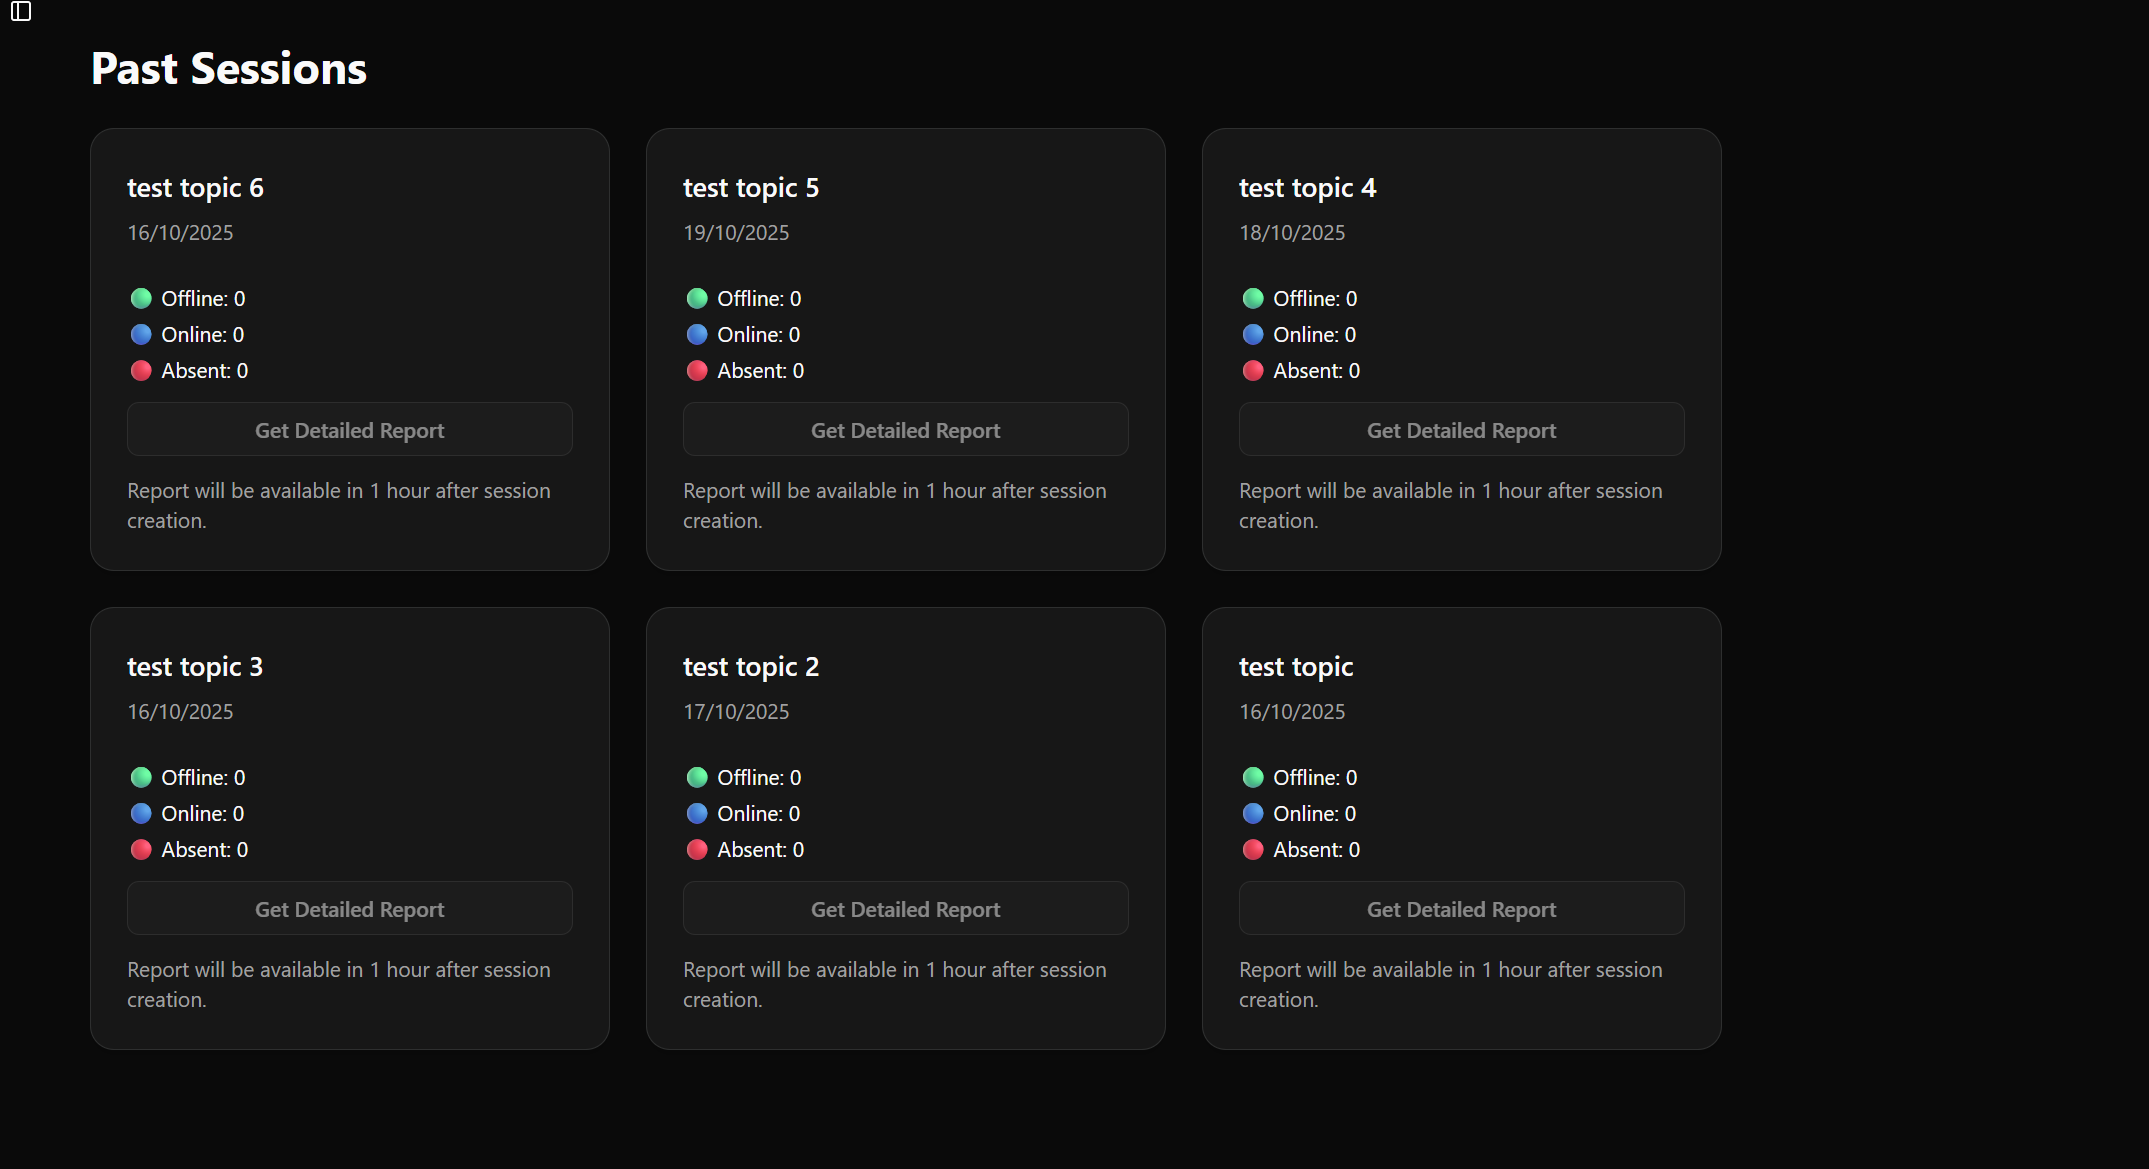 Past Sessions
test topic 6
16/10/2025
Offline: 0
Online: 0
Absent: 0
Get Detailed Report
Report will be available in 1 hour after session
creation.
test topic 5
19/10/2025
Offline: 0
Online: 0
Absent: 0
Get Detailed Report
Report will be available in 1 hour after session
creation.
test topic 4
18/10/2025
Offline: 0
Online: 0
Absent: 0
Get Detailed Report
Report will be available in 1 hour after session
creation.
test topic 3
16/10/2025
Offline: 0
Online: 0
Absent: 0
Get Detailed Report
Report will be available in 1 hour after session
creation.
test topic 2
17/10/2025
Offline: 0
Online: 0
Absent: 0
Get Detailed Report
Report will be available in 1 hour after session
creation.
test topic
16/10/2025
Offline: 0
Online: 0
Absent: 0
Get Detailed Report
Report will be available in 1 hour after session
creation.